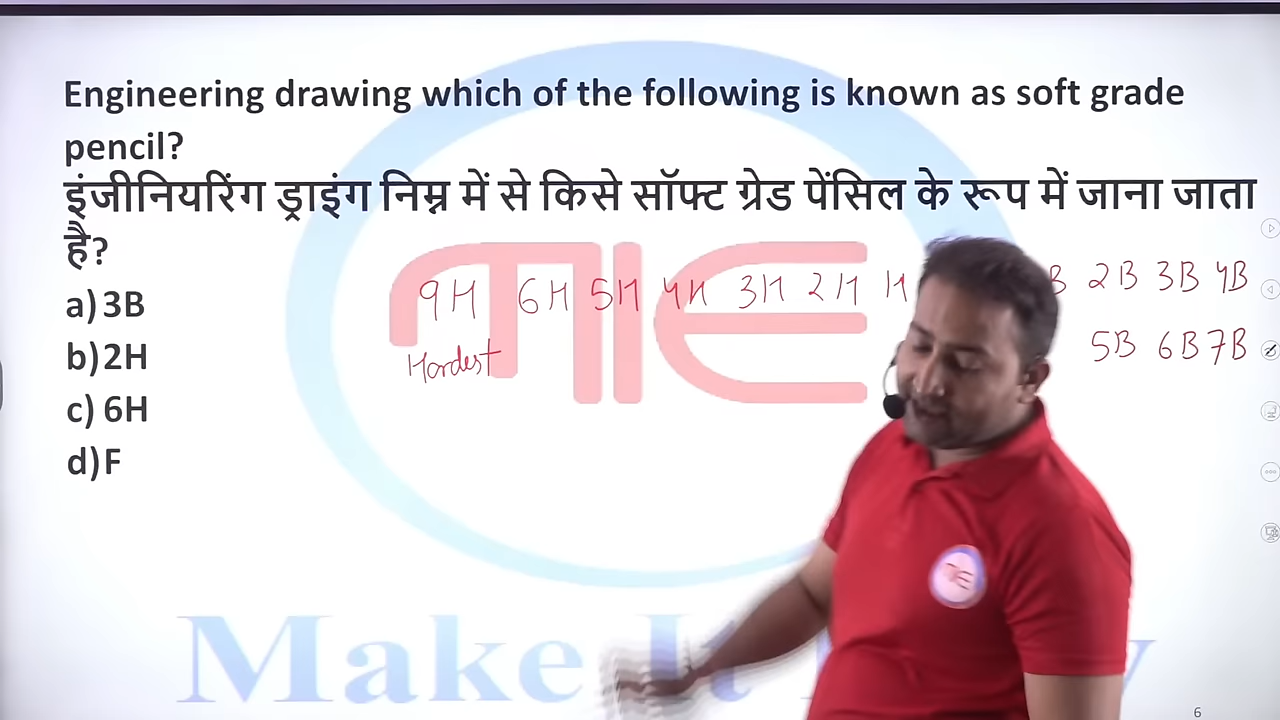 Engineering drawing which of the following is known as soft grade
pencil?
इंजीनियरिंग ड्राइंग निम्न में से किसे सॉफ्ट ग्रेड पेंसिल के रूप में जाना जाता
है?
a) 3B
b) 2H
c) 6H
d) F
9H 6H 5H 4H 3H 2H H B 2B 3B 4B
Hardest 5B 6B 7B
MIE
Make It
6